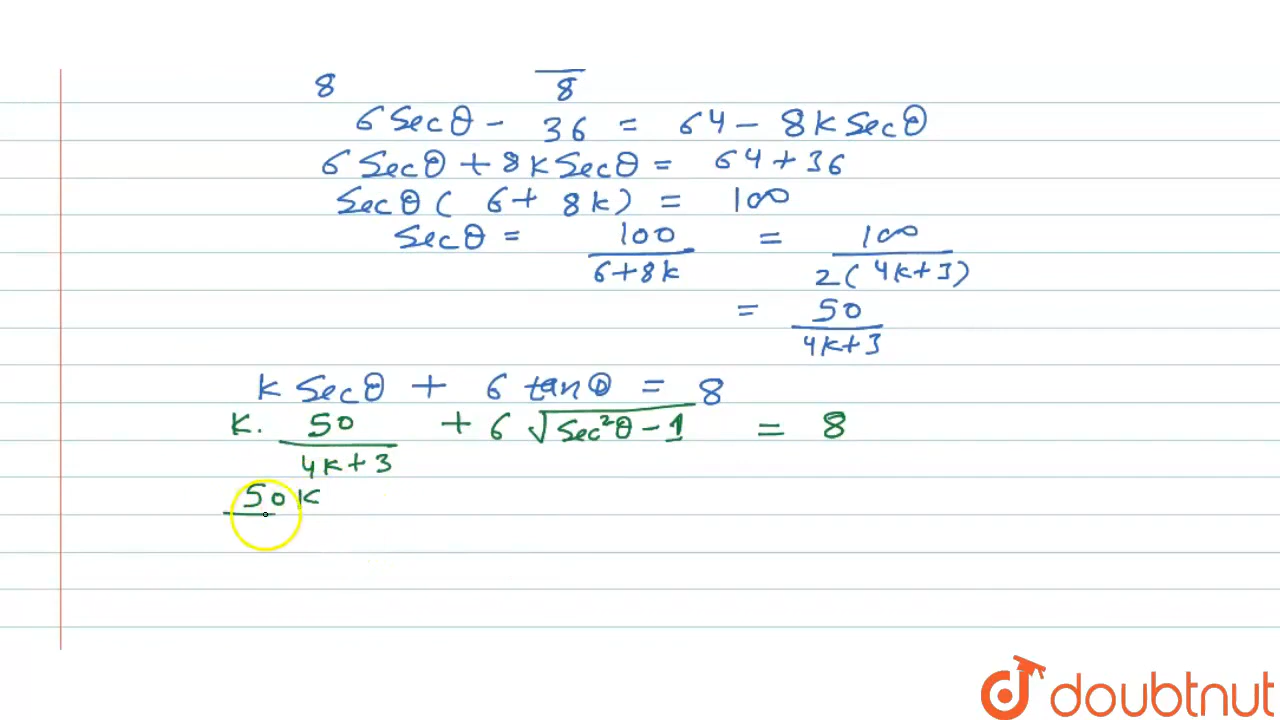 8 8
6 Secθ - 36 = 64 - 8K Secθ
6 Secθ + 8K Secθ = 64 + 36
Secθ ( 6 + 8K ) = 100
Secθ = 100 / 6+8K = 100 / 2(4K+3)
= 50 / 4K+3
K Secθ + 6 tanθ = 8
K. 50 / 4K+3 + 6 √(Sec²θ - 1) = 8
50 K
doubtnut